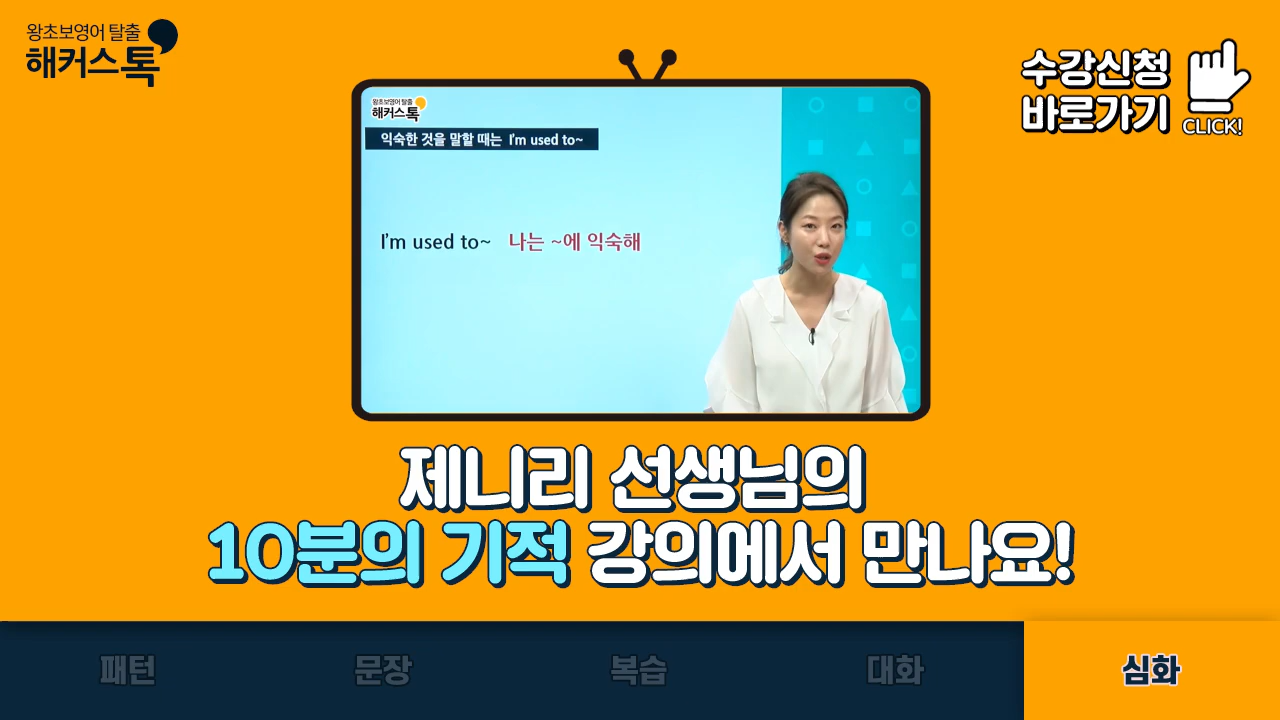 왕초보영어 탈출
해커스톡
수강신청
바로가기
CLICK!
왕초보영어 탈출
해커스톡
익숙한 것을 말할 때는 I'm used to~
I'm used to~ 나는 ~에 익숙해
제니리 선생님의
10분의 기적 강의에서 만나요!
패턴 문장 복습 대화 심화